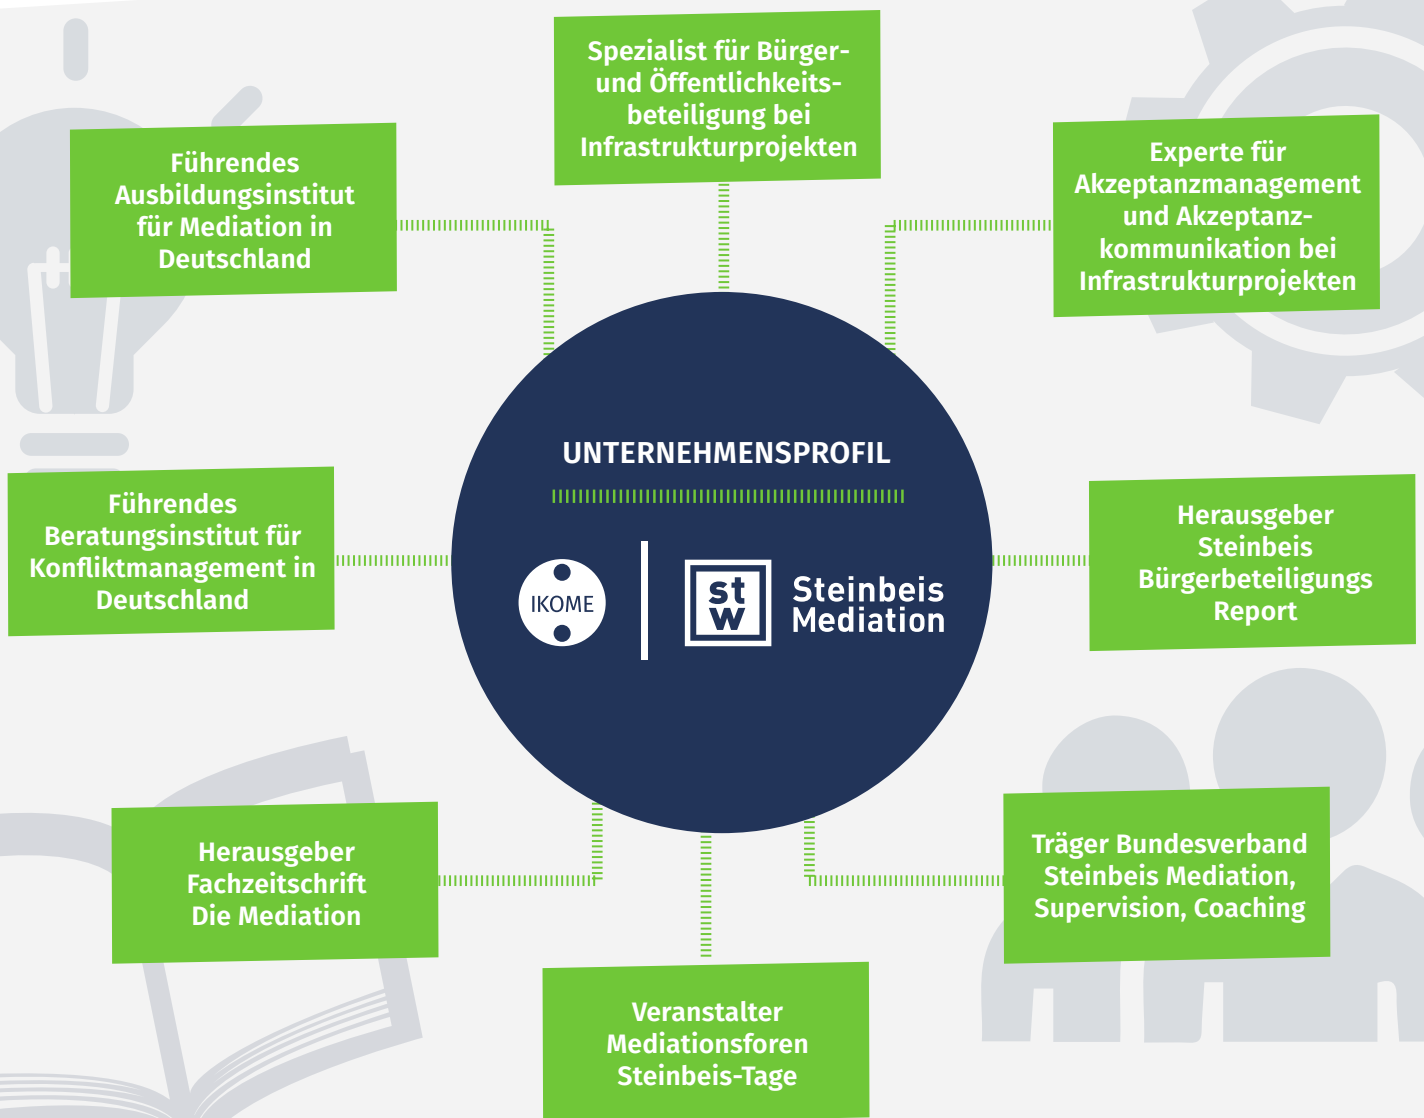 Spezialist für Bürger-
und Öffentlichkeits-
beteiligung bei
Infrastrukturprojekten
Führendes
Ausbildungsinstitut
für Mediation in
Deutschland
Experte für
Akzeptanzmanagement
und Akzeptanz-
kommunikation bei
Infrastrukturprojekten
UNTERNEHMENSPROFIL
IKOME
st
w
Steinbeis
Mediation
Führendes
Beratungsinstitut für
Konfliktmanagement in
Deutschland
Herausgeber
Steinbeis
Bürgerbeteiligungs
Report
Herausgeber
Fachzeitschrift
Die Mediation
Träger Bundesverband
Steinbeis Mediation,
Supervision, Coaching
Veranstalter
Mediationsforen
Steinbeis-Tage